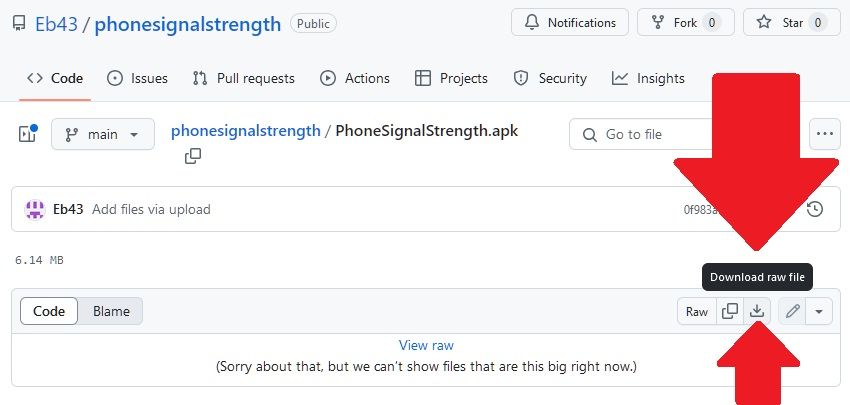 Eb43 / phonesignalstrength Public Notifications Fork 0 Star 0
Code Issues Pull requests Actions Projects Security Insights
main phonesignalstrength / PhoneSignalStrength.apk Go to file
Eb43 Add files via upload
6.14 MB
Download raw file
Code Blame Raw
View raw
(Sorry about that, but we can't show files that are this big right now.)